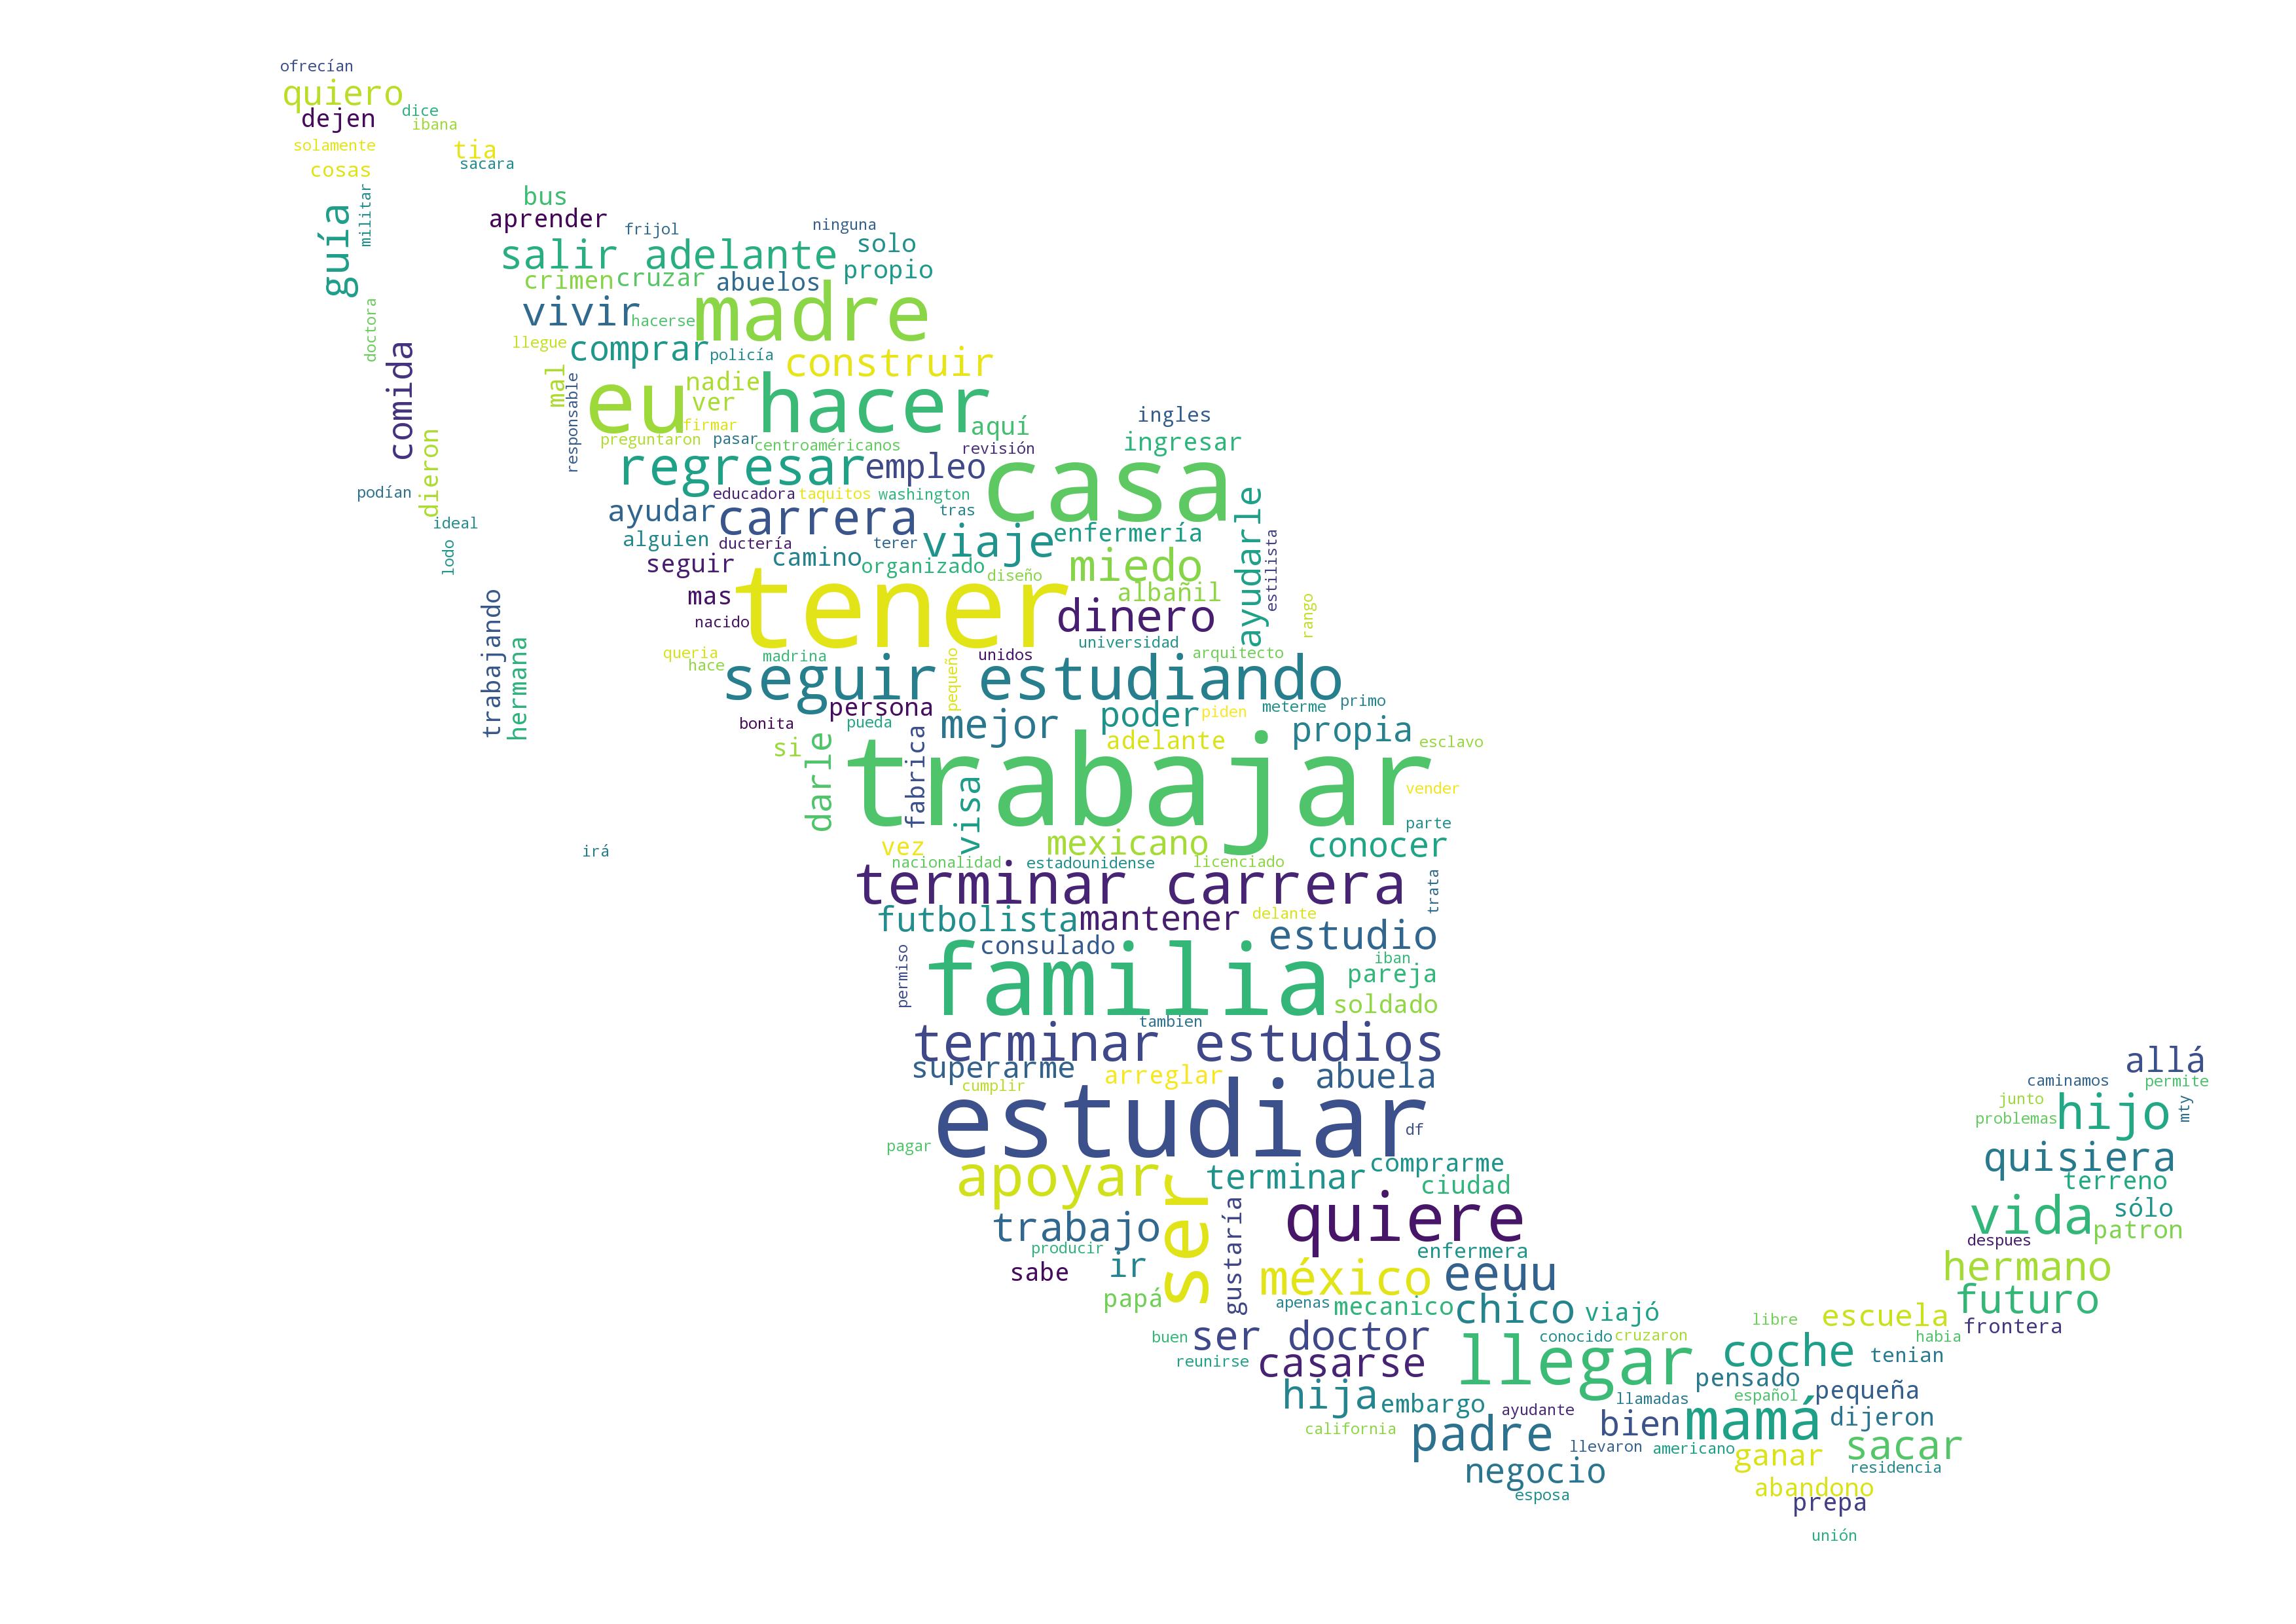 ofrecían
quiero
dejen
dice
ibana
solamente
tia
cosas
sacara
militar
guía
bus
aprender
frijol
ninguna
salir adelante
solo
propio
crimen
cruzar
abuelos
madre
vivir
hacerse
doctora
llegue
comprar
policía
construir
comida
mal
responsable
eu
nadie
hacer
ver
firmar
aquí
ingles
preguntaron
pasar
centroaméricanos
revisión
ingresar
dieron
regresar
empleo
casa
podían
educadora
taquitos
washington
ayudar
carrera
tras
ideal
lodo
alguien
ductería
terer
viaje
enfermería
ayudarle
estilista
seguir
camino
organizado
diseño
miedo
albañil
mas
tener
dinero
rango
nacido
trabajando
hermana
universidad
queria
hace
madrina
pequeño
unidos
arquitecto
seguir estudiando
persona
bonita
pueda
mejor
poder
piden
meterme
primo
propia
si
darle
fabrica
adelante
esclavo
trabajar
visa
vender
parte
irá
vez
mexicano
conocer
nacionalidad
estadounidense
licenciado
terminar carrera
trata
futbolista
mantener
delante
estudio
permiso
consulado
familia
iban
pareja
soldado
tambien
terminar estudios
superarme
cumplir
arreglar
abuela
estudiar
df
pagar
apoyar
ser
terminar
comprarme
ciudad
trabajo
gustaría
quiere
producir
ir
sabe
enfermera
papá
méxico
eeuu
apenas
mecanico
chico
viajó
buen
ser doctor
conocido
cruzaron
reunirse
casarse
llegar
hija
embargo
california
ayudante
padre
llamadas
bien
llevaron
americano
negocio
esposa
allá
caminamos
permite
junto
problemas
hijo
mty
quisiera
terreno
vida
sólo
patron
despues
hermano
futuro
libre
escuela
frontera
habia
coche
tenian
pensado
español
pequeña
mamá
dijeron
sacar
ganar
residencia
abandono
prepa
unión